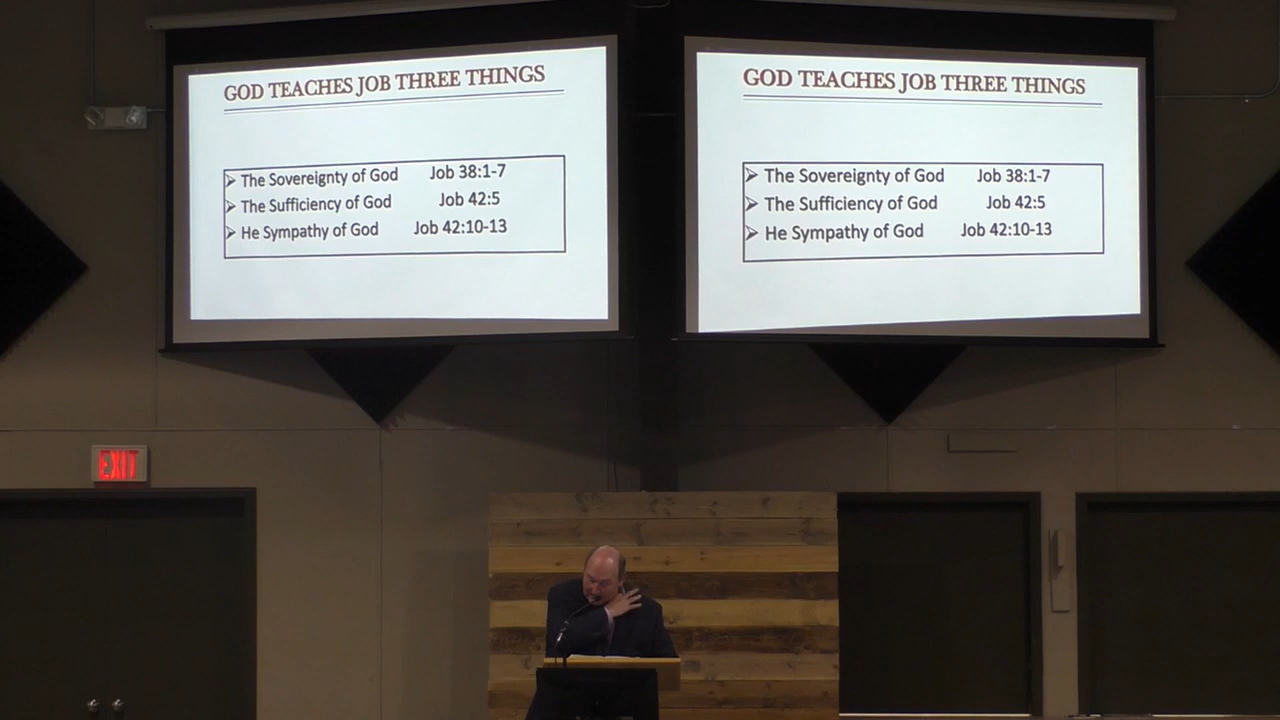 GOD TEACHES JOB THREE THINGS
➢ The Sovereignty of God Job 38:1-7
➢ The Sufficiency of God Job 42:5
➢ He Sympathy of God Job 42:10-13
GOD TEACHES JOB THREE THINGS
➢ The Sovereignty of God Job 38:1-7
➢ The Sufficiency of God Job 42:5
➢ He Sympathy of God Job 42:10-13
EXIT